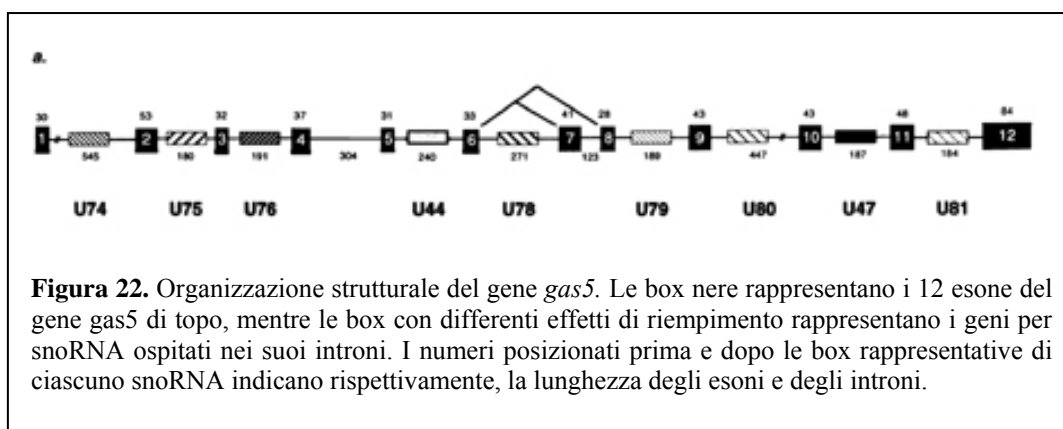 a.
30 53 32 37 31 33 41 28 43 43 48 84
1 2 3 4 5 6 7 8 9 10 11 12
545 180 191 304 240 271 123 189 447 187 184
U74 U75 U76 U44 U78 U79 U80 U47 U81
Figura 22. Organizzazione strutturale del gene gas5. Le box nere rappresentano i 12 esone del
gene gas5 di topo, mentre le box con differenti effetti di riempimento rappresentano i geni per
snoRNA ospitati nei suoi introni. I numeri posizionati prima e dopo le box rappresentative di
ciascuno snoRNA indicano rispettivamente, la lunghezza degli esoni e degli introni.